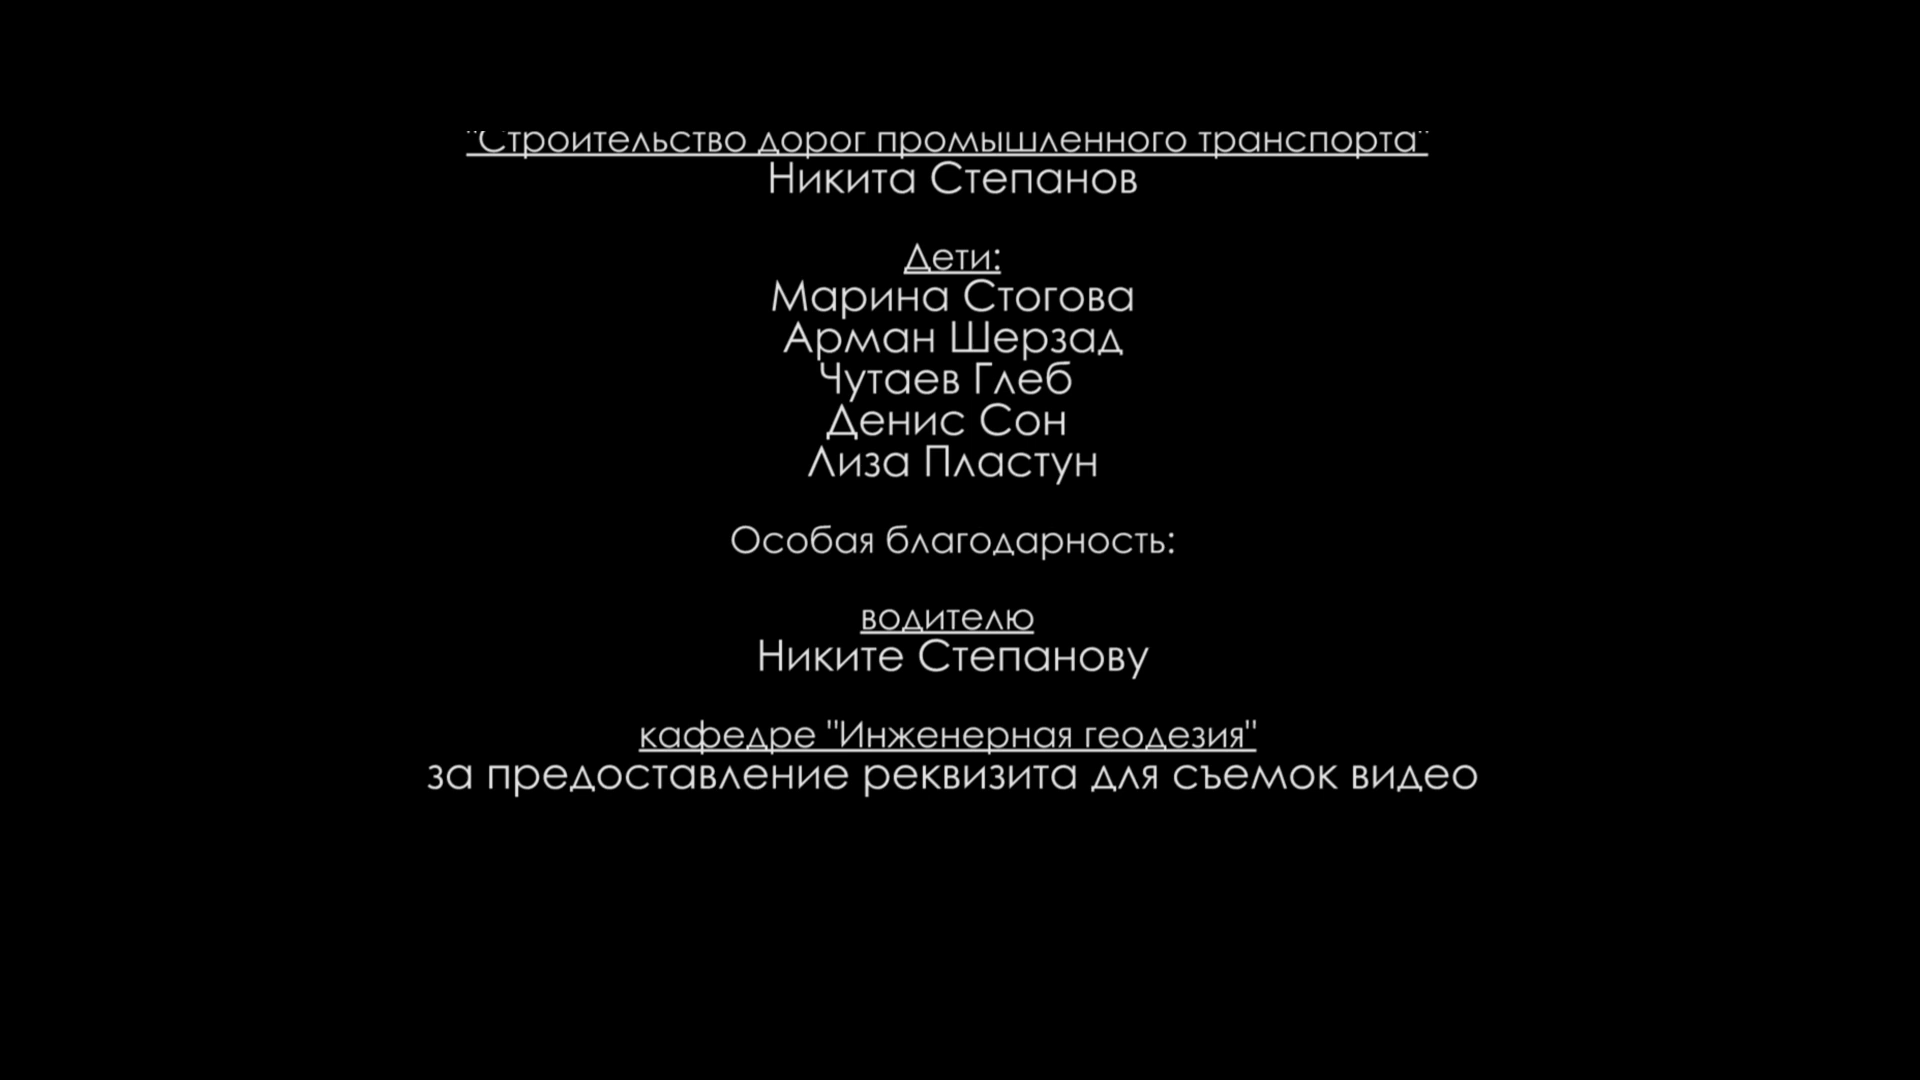 "Строительство дорог промышленного транспорта"
Никита Степанов
Дети:
Марина Стогова
Арман Шерзад
Чутаев Глеб
Денис Сон
Лиза Пластун
Особая благодарность:
водителю
Никите Степанову
кафедре "Инженерная геодезия"
за предоставление реквизита для съемок видео